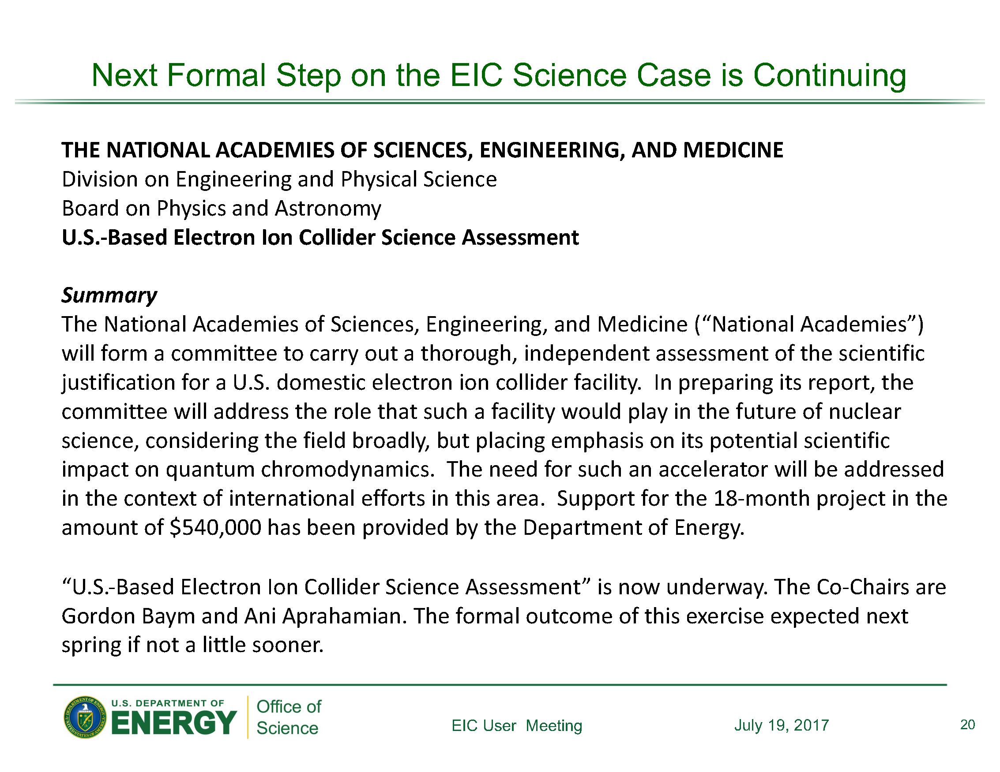 Next Formal Step on the EIC Science Case is Continuing
THE NATIONAL ACADEMIES OF SCIENCES, ENGINEERING, AND MEDICINE
Division on Engineering and Physical Science
Board on Physics and Astronomy
U.S.-Based Electron Ion Collider Science Assessment
Summary
The National Academies of Sciences, Engineering, and Medicine (“National Academies”)
will form a committee to carry out a thorough, independent assessment of the scientific
justification for a U.S. domestic electron ion collider facility.  In preparing its report, the
committee will address the role that such a facility would play in the future of nuclear
science, considering the field broadly, but placing emphasis on its potential scientific
impact on quantum chromodynamics.  The need for such an accelerator will be addressed
in the context of international efforts in this area.  Support for the 18-month project in the
amount of $540,000 has been provided by the Department of Energy.
“U.S.-Based Electron Ion Collider Science Assessment” is now underway. The Co-Chairs are
Gordon Baym and Ani Aprahamian. The formal outcome of this exercise expected next
spring if not a little sooner.
DEPARTMENT OF ENERGY
UNITED STATES OF AMERICA
U.S. DEPARTMENT OF
ENERGY
Office of
Science
EIC User  Meeting
July 19, 2017
20